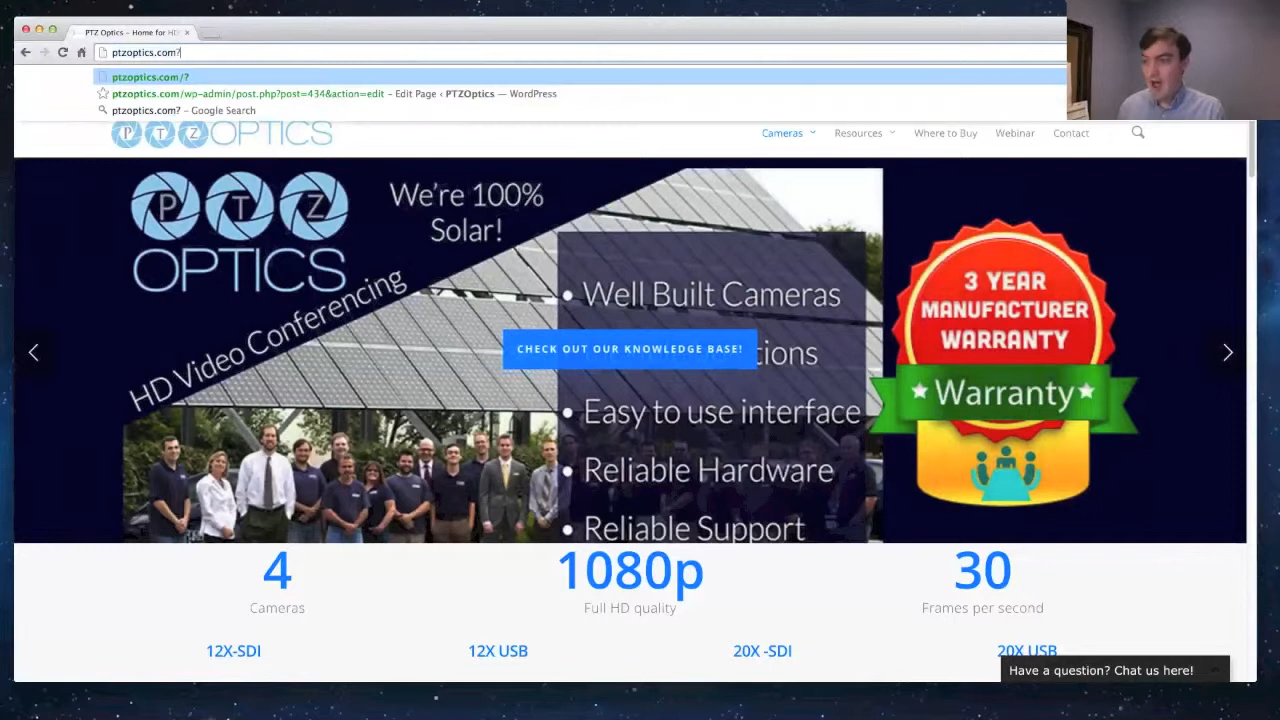 PTZ Optics – Home for HD
ptzoptics.com?
ptzoptics.com/?
ptzoptics.com/wp-admin/post.php?post=434&action=edit - Edit Page ‹ PTZOptics — WordPress
ptzoptics.com? - Google Search
PTZOPTICS
Cameras
Resources
Where to Buy
Webinar
Contact
PTZ
OPTICS
We're 100%
Solar!
HD Video Conferencing
• Well Built Cameras
CHECK OUT OUR KNOWLEDGE BASE!
• Easy to use interface
• Reliable Hardware
• Reliable Support
3 YEAR
MANUFACTURER
WARRANTY
Warranty
4
Cameras
1080p
Full HD quality
30
Frames per second
12X-SDI
12X USB
20X -SDI
20X USB
Have a question? Chat us here!